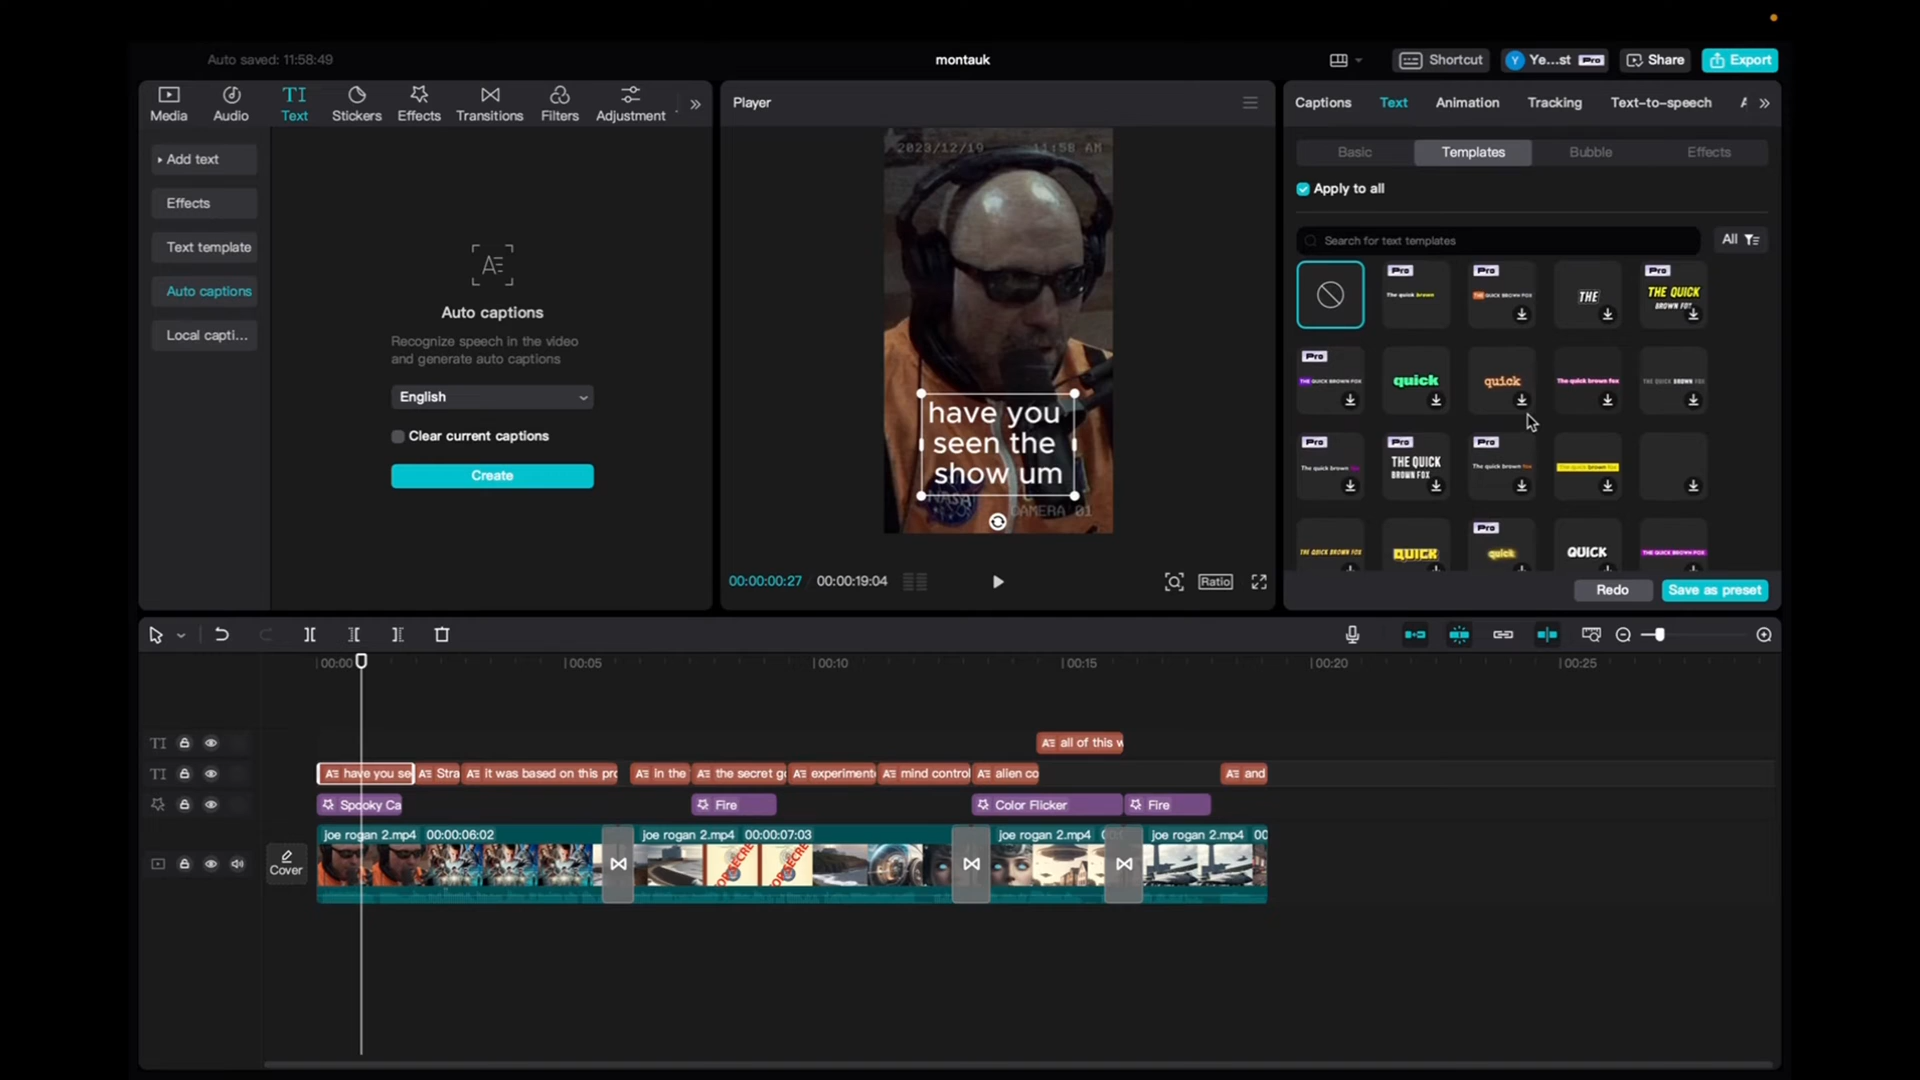 Auto saved: 11:58:49
montauk
Shortcut
Ye...st Pro
Share
Export
Media
Audio
TI
Text
Stickers
Effects
Transitions
Filters
Adjustment
Add text
Effects
Text template
Auto captions
Local capti...
Auto captions
Recognize speech in the video
and generate auto captions
English
Clear current captions
Create
Player
2023/12/19 11:58 AM
have you
seen the
show um
NASA
CAMERA 01
00:00:00:27
00:00:19:04
Ratio
Captions
Text
Animation
Tracking
Text-to-speech
Basic
Templates
Bubble
Effects
Apply to all
Search for text templates
All
Pro
The quick brown
Pro
THE QUICK BROWN FOX
THE
Pro
THE QUICK
BROWN FOX
Pro
THE QUICK BROWN FOX
quick
quick
The quick brown fox
THE QUICK BROWN FOX
Pro
The quick brown fox
Pro
THE QUICK
BROWN FOX
Pro
The quick brown fox
The quick brown fox
THE QUICK BROWN FOX
QUICK
Pro
quick
QUICK
THE QUICK BROWN FOX
Redo
Save as preset
00:00
00:05
00:10
00:15
00:20
00:25
TI
all of this w
TI
have you se
Stra
it was based on this pro
in the
the secret go
experiment
mind control
alien co
and
Spooky Ca
Fire
Color Flicker
Fire
joe rogan 2.mp4 00:00:06:02
joe rogan 2.mp4 00:00:07:03
joe rogan 2.mp4
joe rogan 2.mp4 00
Cover